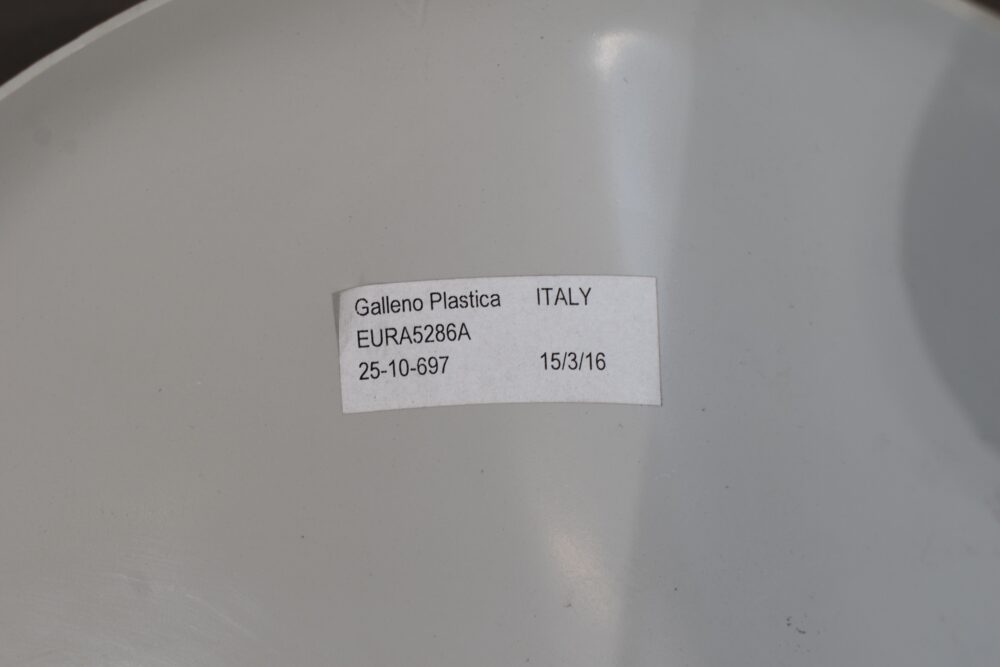 Galleno Plastica ITALY
EURA5286A
25-10-697 15/3/16